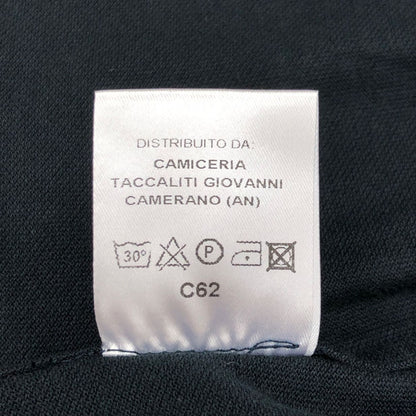 DISTRIBUITO DA:
CAMICERIA
TACCALITI GIOVANNI
CAMERANO (AN)
30° P
C62